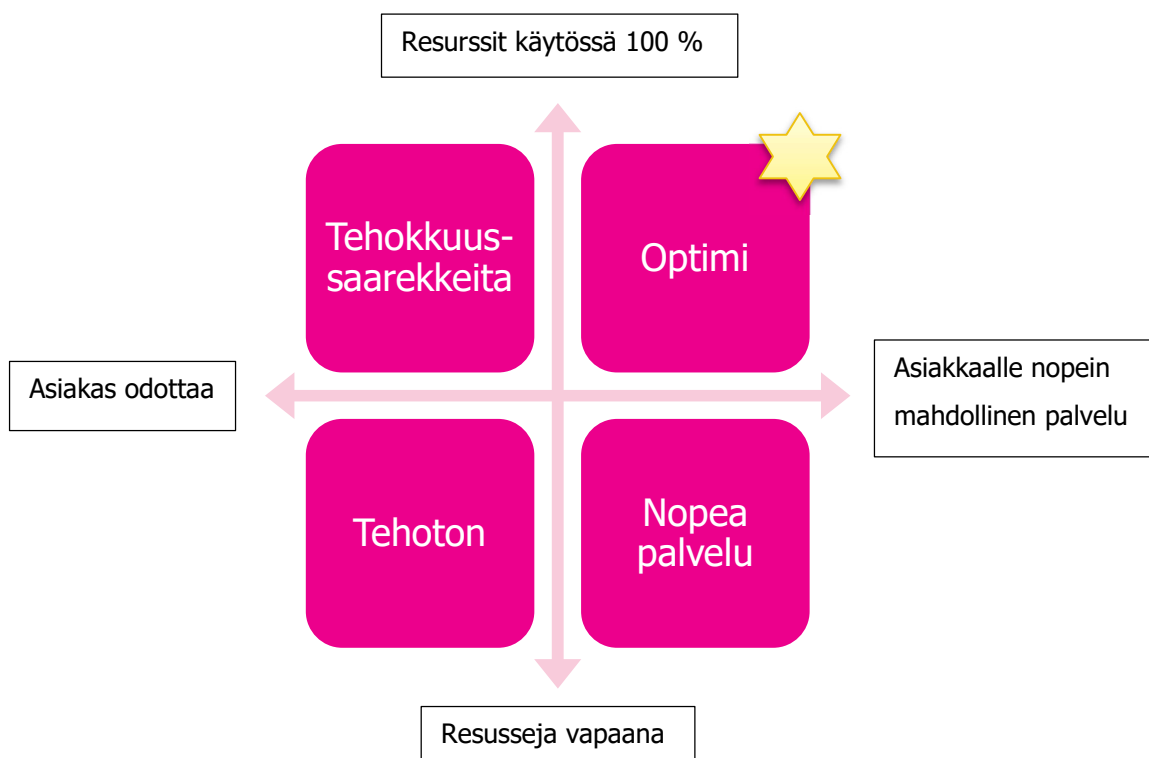 Resurssit käytössä 100 %
Tehokkuus-
saarekkeita
Optimi
Asiakas odottaa
Asiakkaalle nopein
mahdollinen palvelu
Tehoton
Nopea
palvelu
Resusseja vapaana